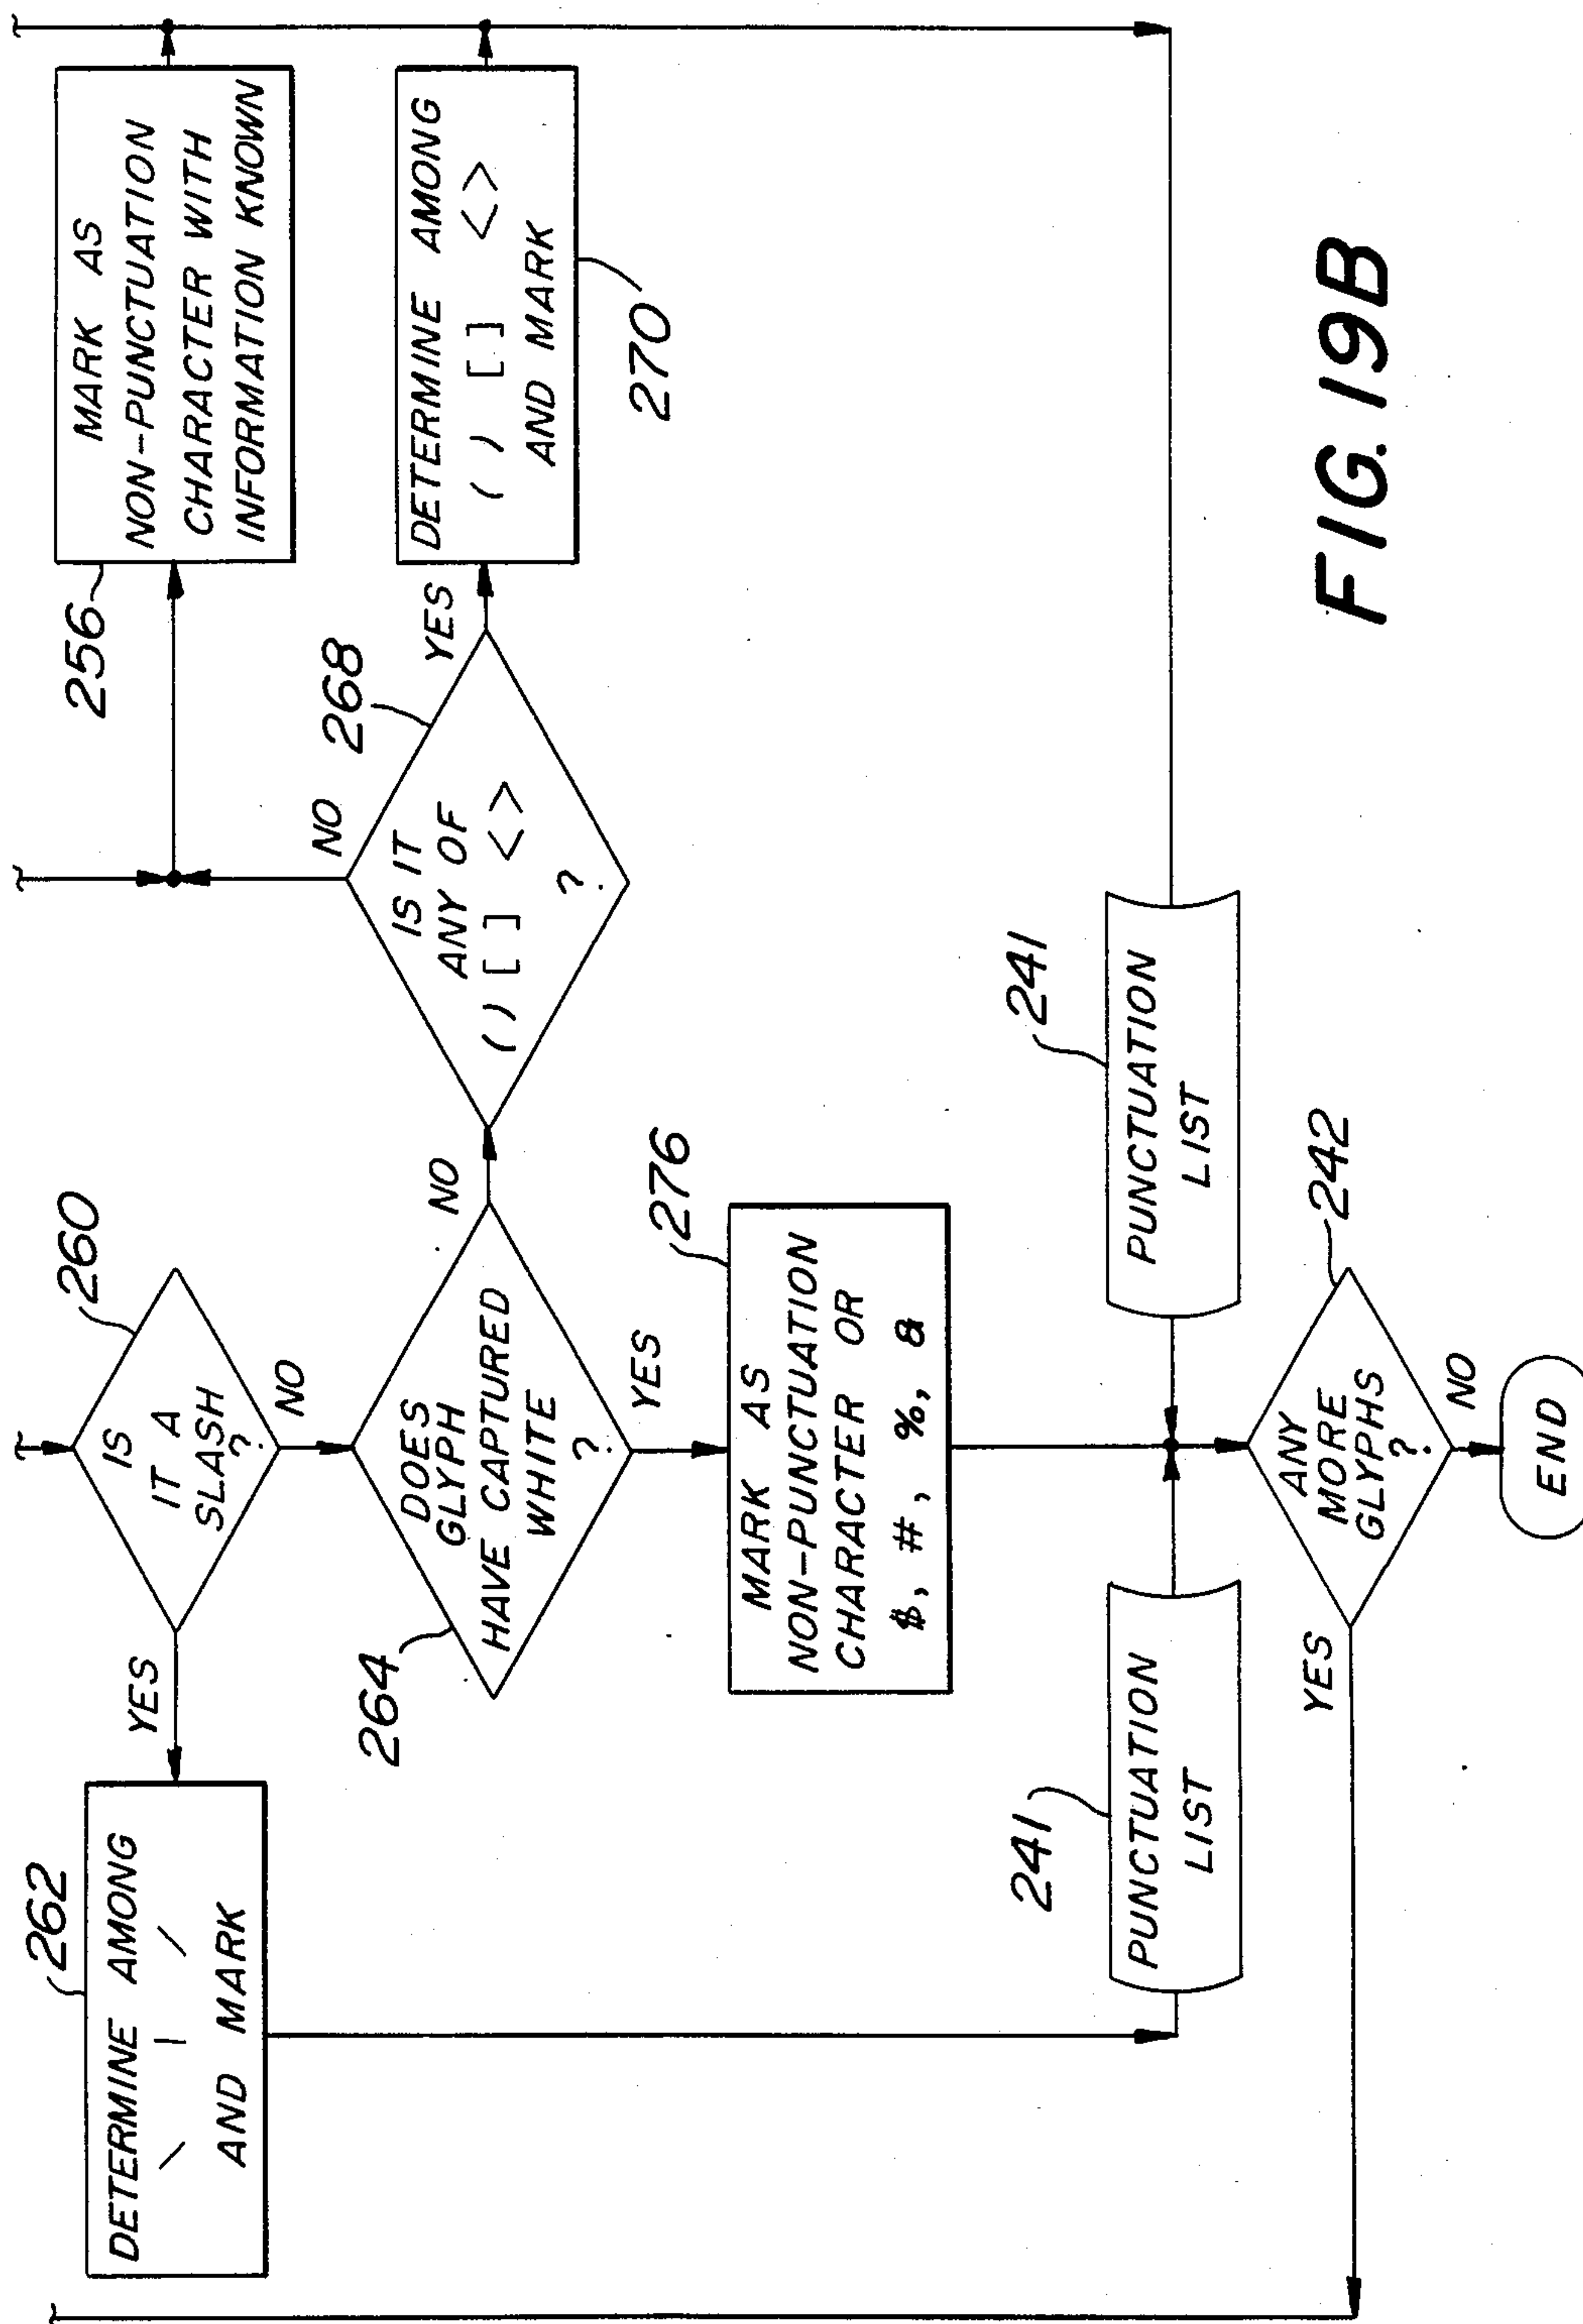 262
DETERMINE AMONG
\ | /
AND MARK
YES
260
IS
IT A
SLASH
?
NO
256
MARK AS
NON-PUNCTUATION
CHARACTER WITH
INFORMATION KNOWN
264
DOES
GLYPH
HAVE CAPTURED
WHITE
?
NO
YES
268
NO
IS IT
ANY OF
( ) [ ] < >
?
YES
DETERMINE AMONG
( ) [ ] < >
AND MARK
270
276
MARK AS
NON-PUNCTUATION
CHARACTER OR
$, #, %, &
241
PUNCTUATION
LIST
241
PUNCTUATION
LIST
242
ANY
MORE
GLYPHS
?
YES
NO
END
FIG. 19B